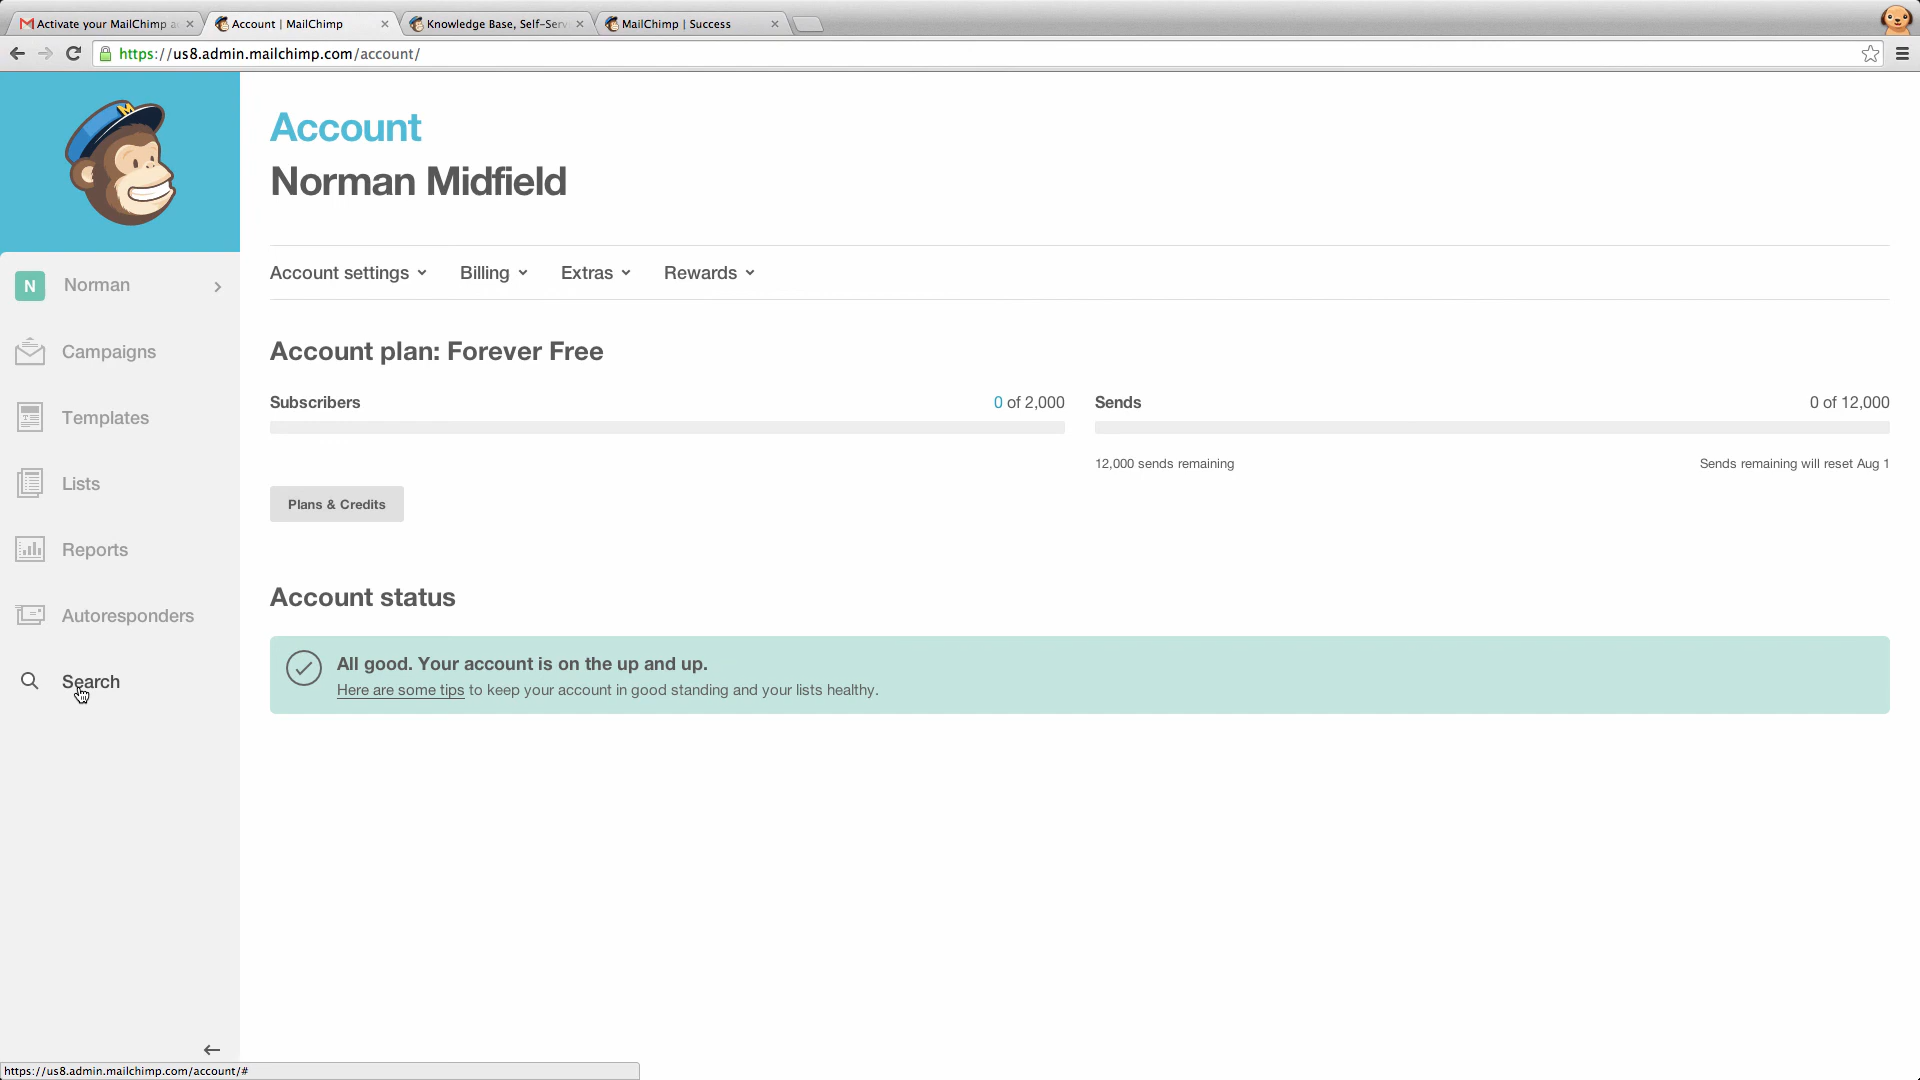 Activate your MailChimp a
Account | MailChimp
Knowledge Base, Self-Serv
MailChimp | Success
https://us8.admin.mailchimp.com/account/
Account
Norman Midfield
N Norman
Campaigns
Templates
Lists
Reports
Autoresponders
Search
Account settings Billing Extras Rewards
Account plan: Forever Free
Subscribers 0 of 2,000
Sends 0 of 12,000
12,000 sends remaining Sends remaining will reset Aug 1
Plans & Credits
Account status
All good. Your account is on the up and up.
Here are some tips to keep your account in good standing and your lists healthy.
https://us8.admin.mailchimp.com/account/#